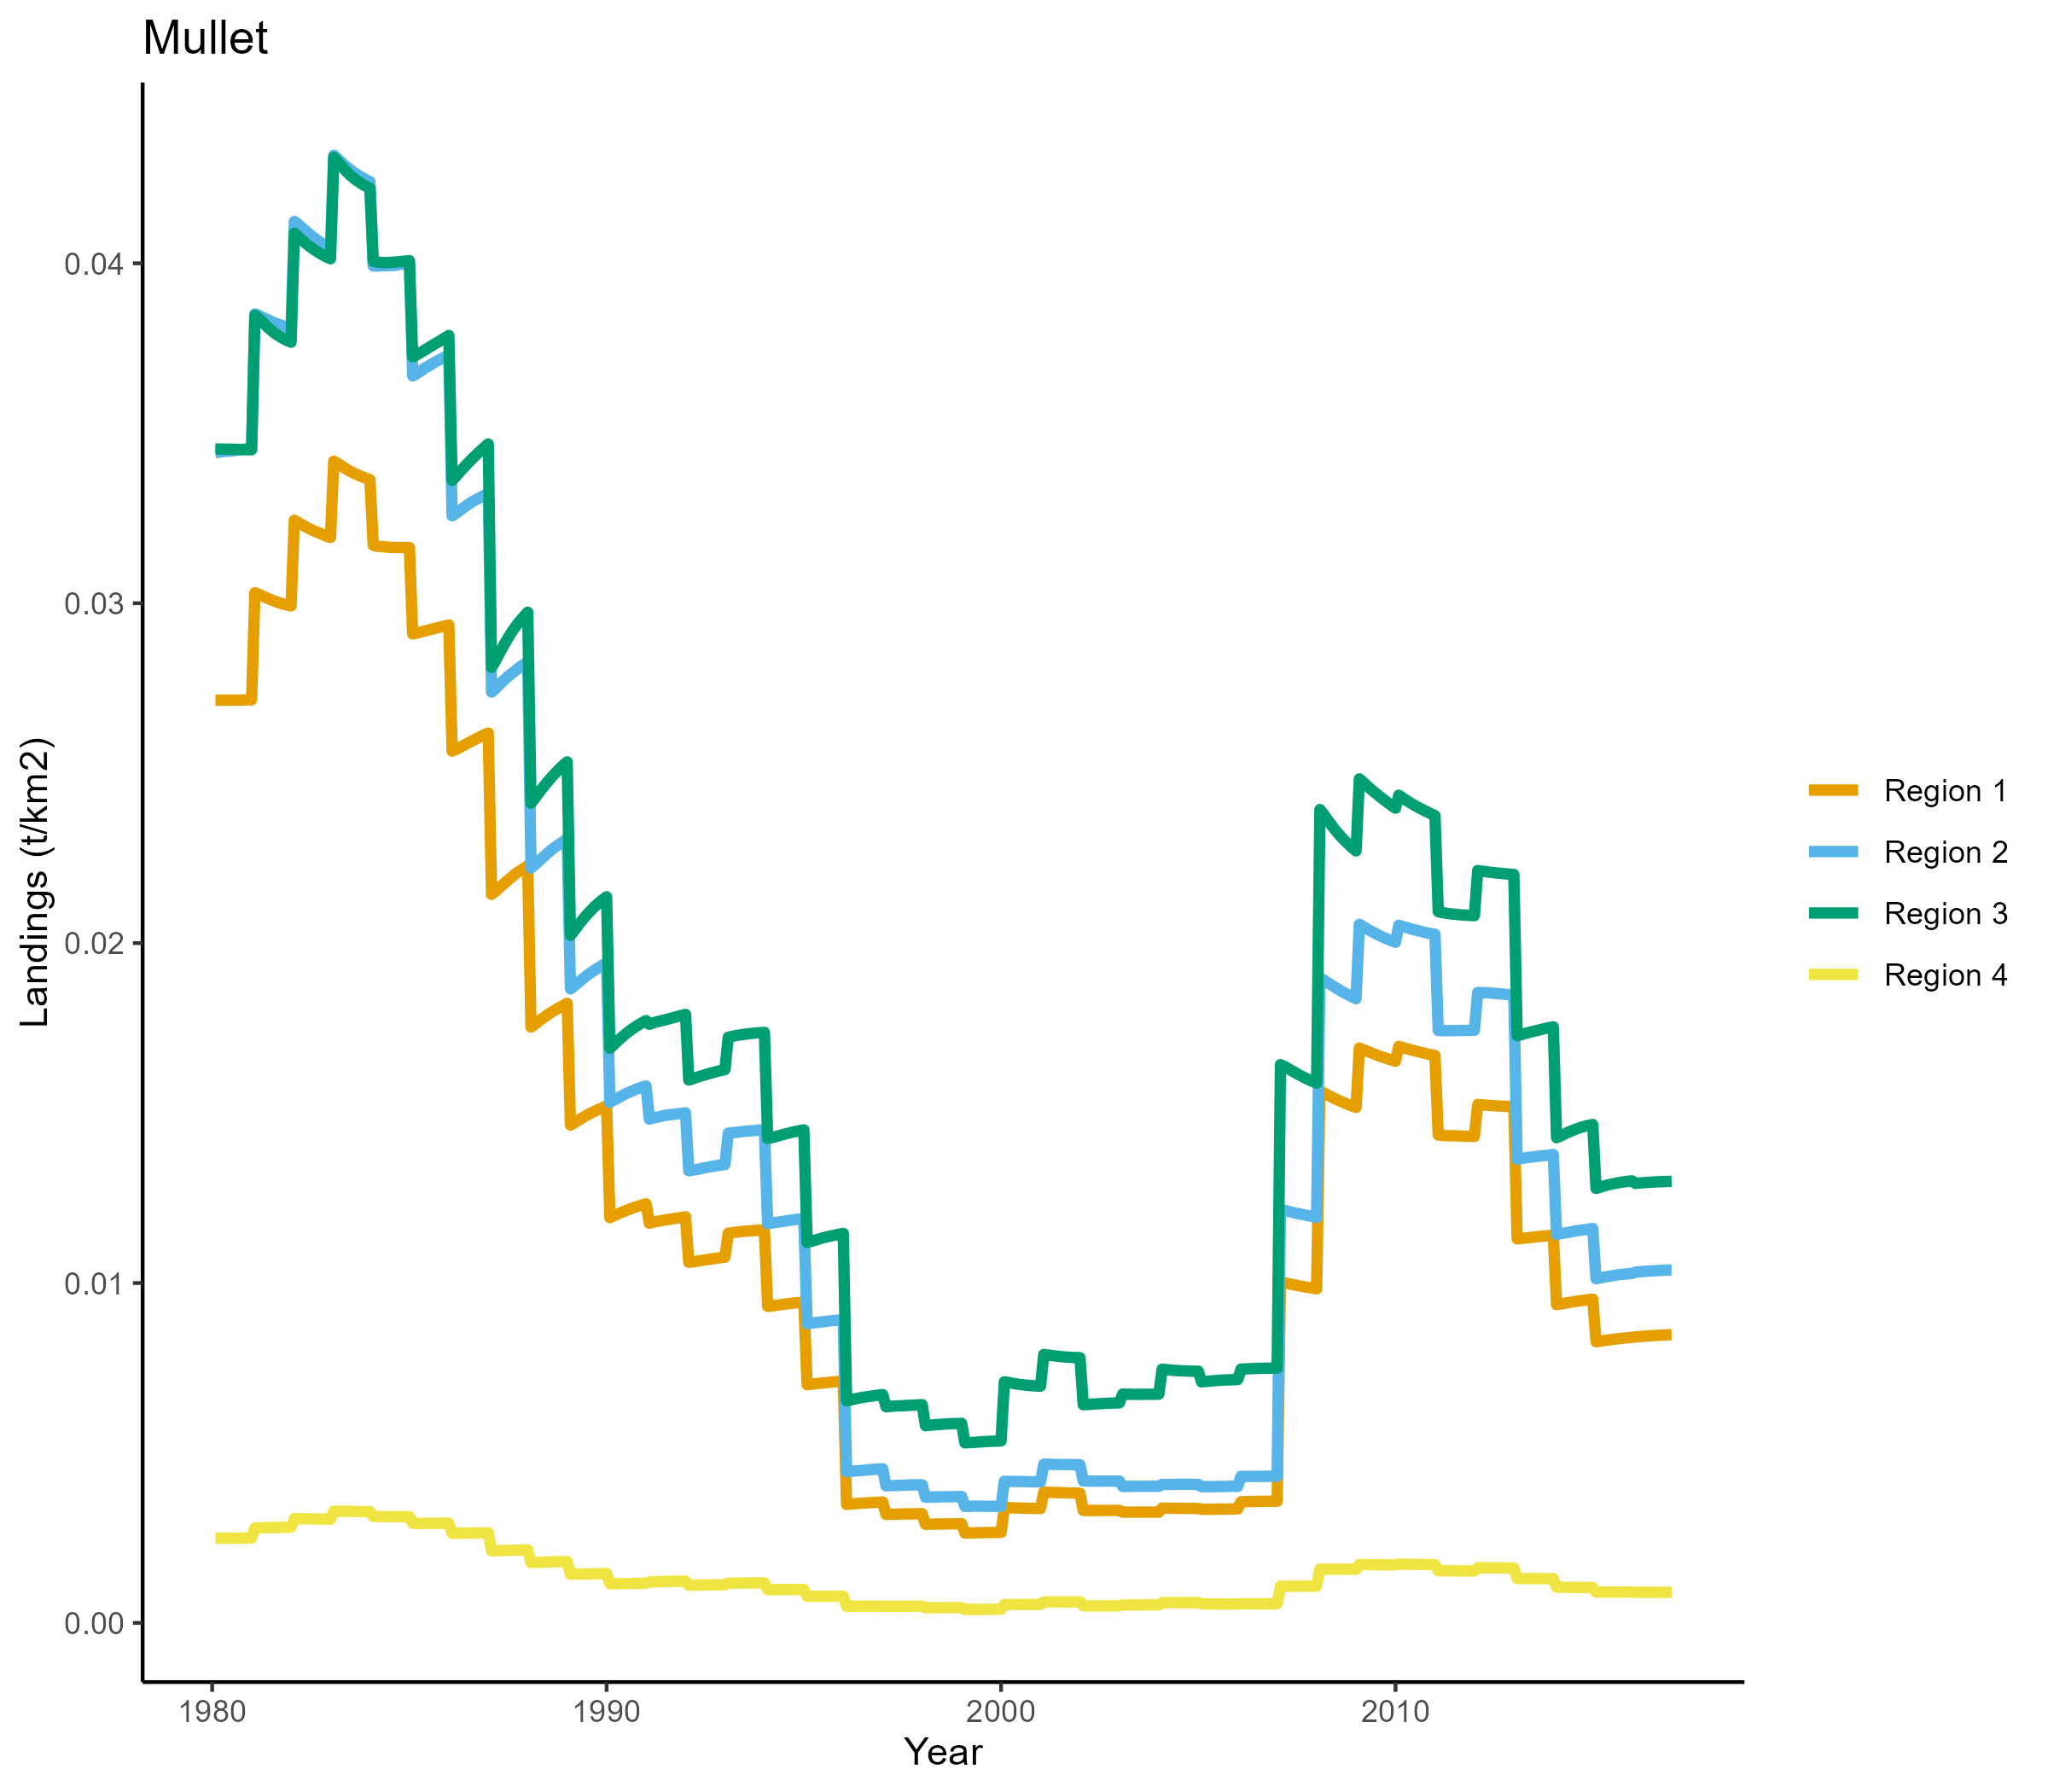 Mullet
Landings (t/km2)
0.04
0.03
0.02
0.01
0.00
1980
1990
2000
2010
Year
Region 1
Region 2
Region 3
Region 4